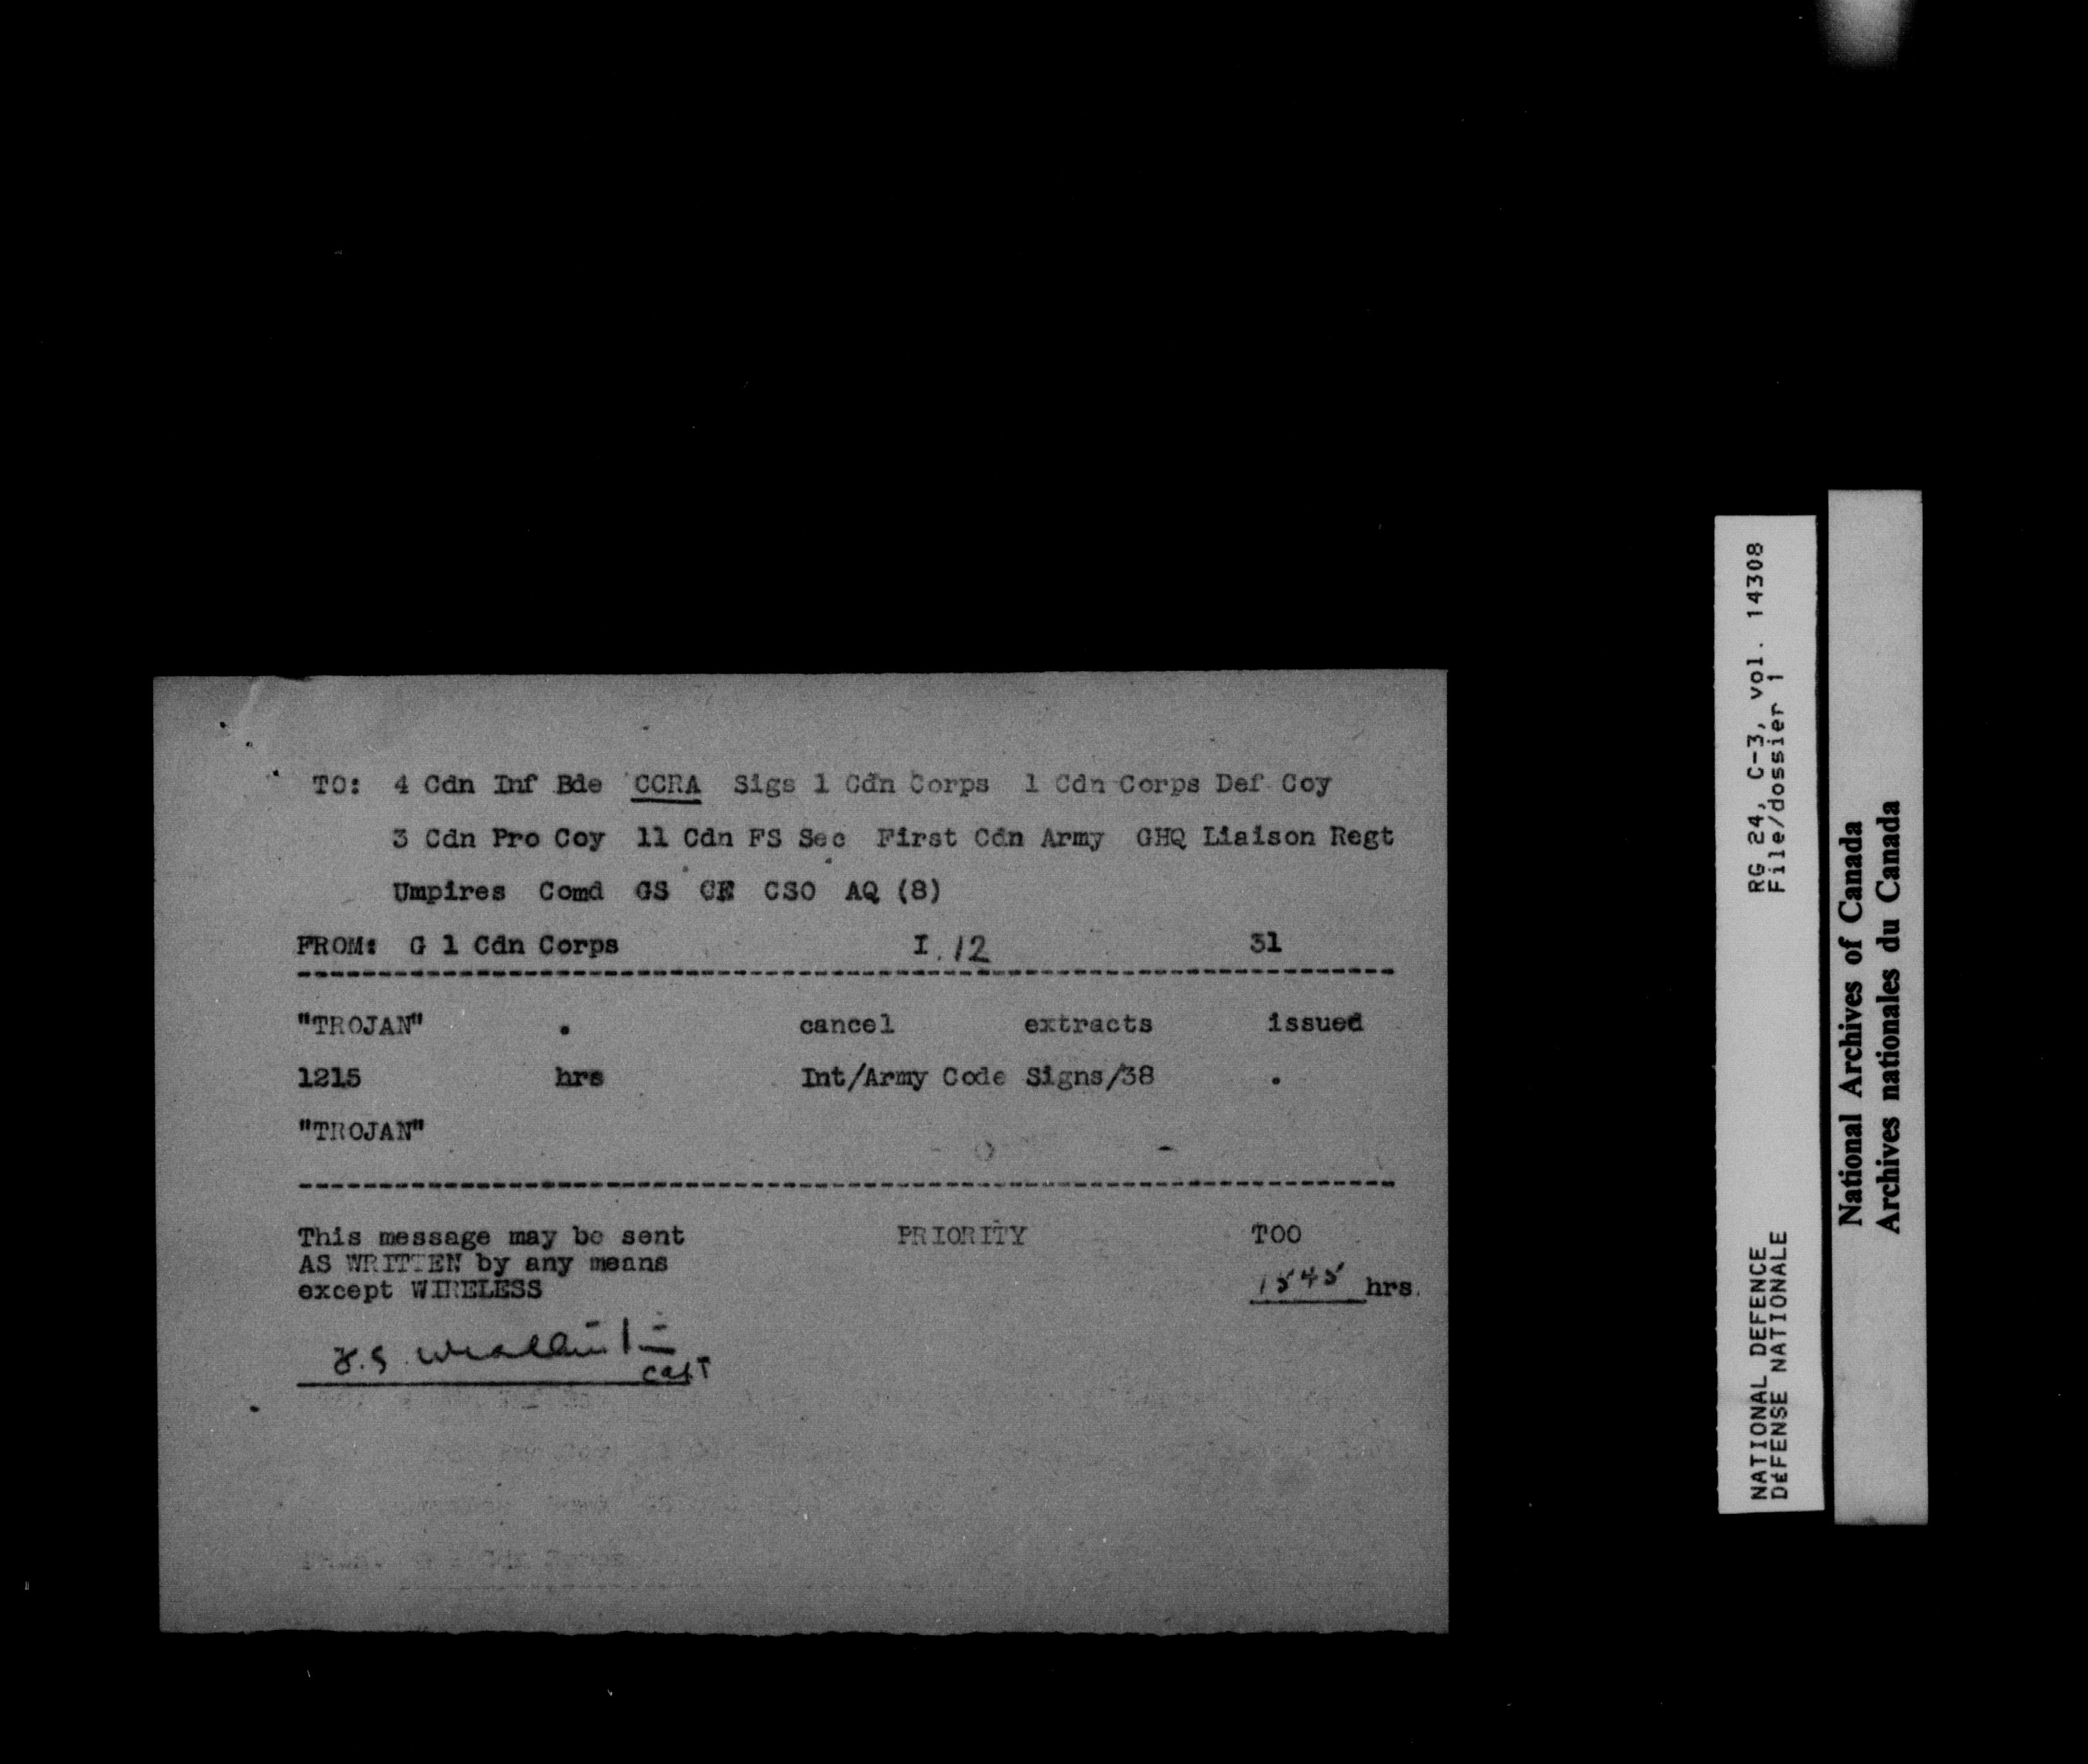 TO: 4 Cdn Inf Bde CCRA Sigs 1 Cdn Corps 1 Cdn Corps Def Coy
3 Cdn Pro Coy 11 Cdn FS Sec First Cdn Army GHQ Liaison Regt
Umpires Comd GS CE CSO AQ (8)
FROM: G 1 Cdn Corps I.12 31
"TROJAN" . cancel extracts issued
1215 hrs Int/Army Code Signs/38 .
"TROJAN"
This message may be sent PRIORITY TOO
AS WRITTEN by any means
except WIRELESS 1545 hrs.
Capt
RG 24, C-3, vol. 14308
File/dossier 1
NATIONAL DEFENCE
DÉFENSE NATIONALE
National Archives of Canada
Archives nationales du Canada